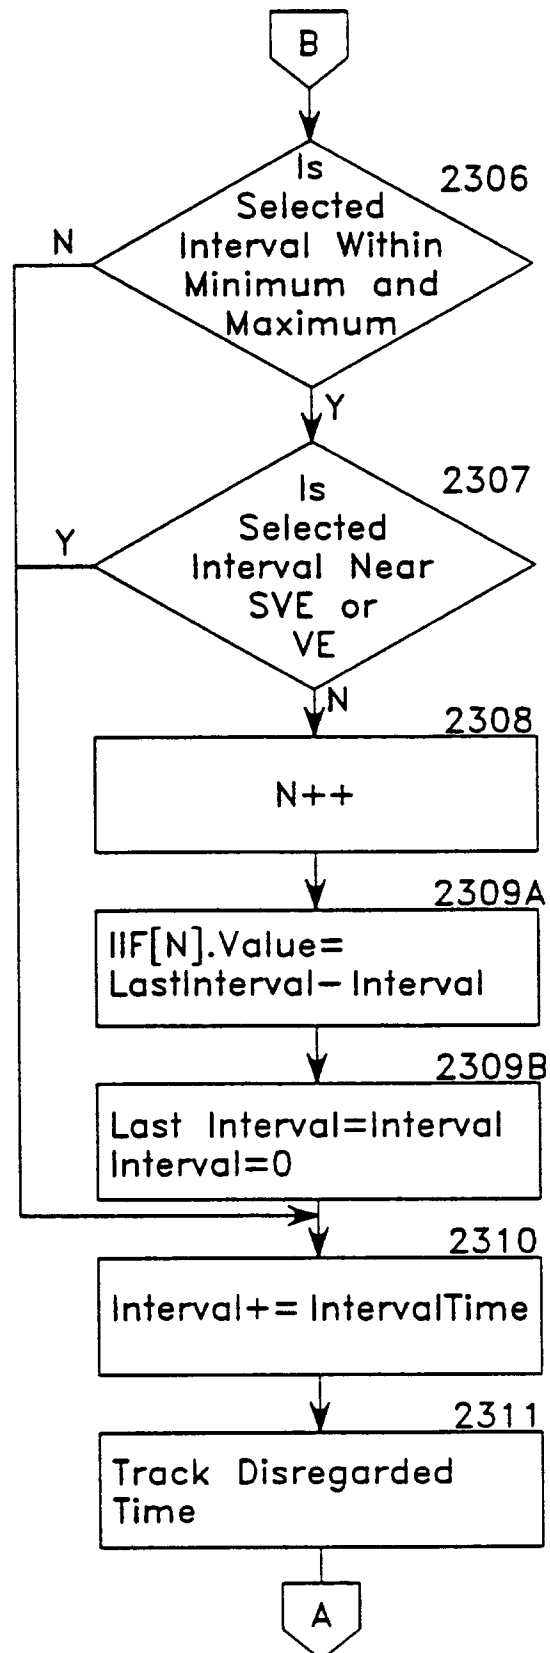 B
2306
Is
Selected
Interval Within
Minimum and
Maximum
N
Y
2307
Is
Selected
Interval Near
SVE or
VE
Y
N
2308
N++
2309A
IIF[N].Value=
LastInterval-Interval
2309B
Last Interval=Interval
Interval=0
2310
Interval+=IntervalTime
2311
Track Disregarded
Time
A